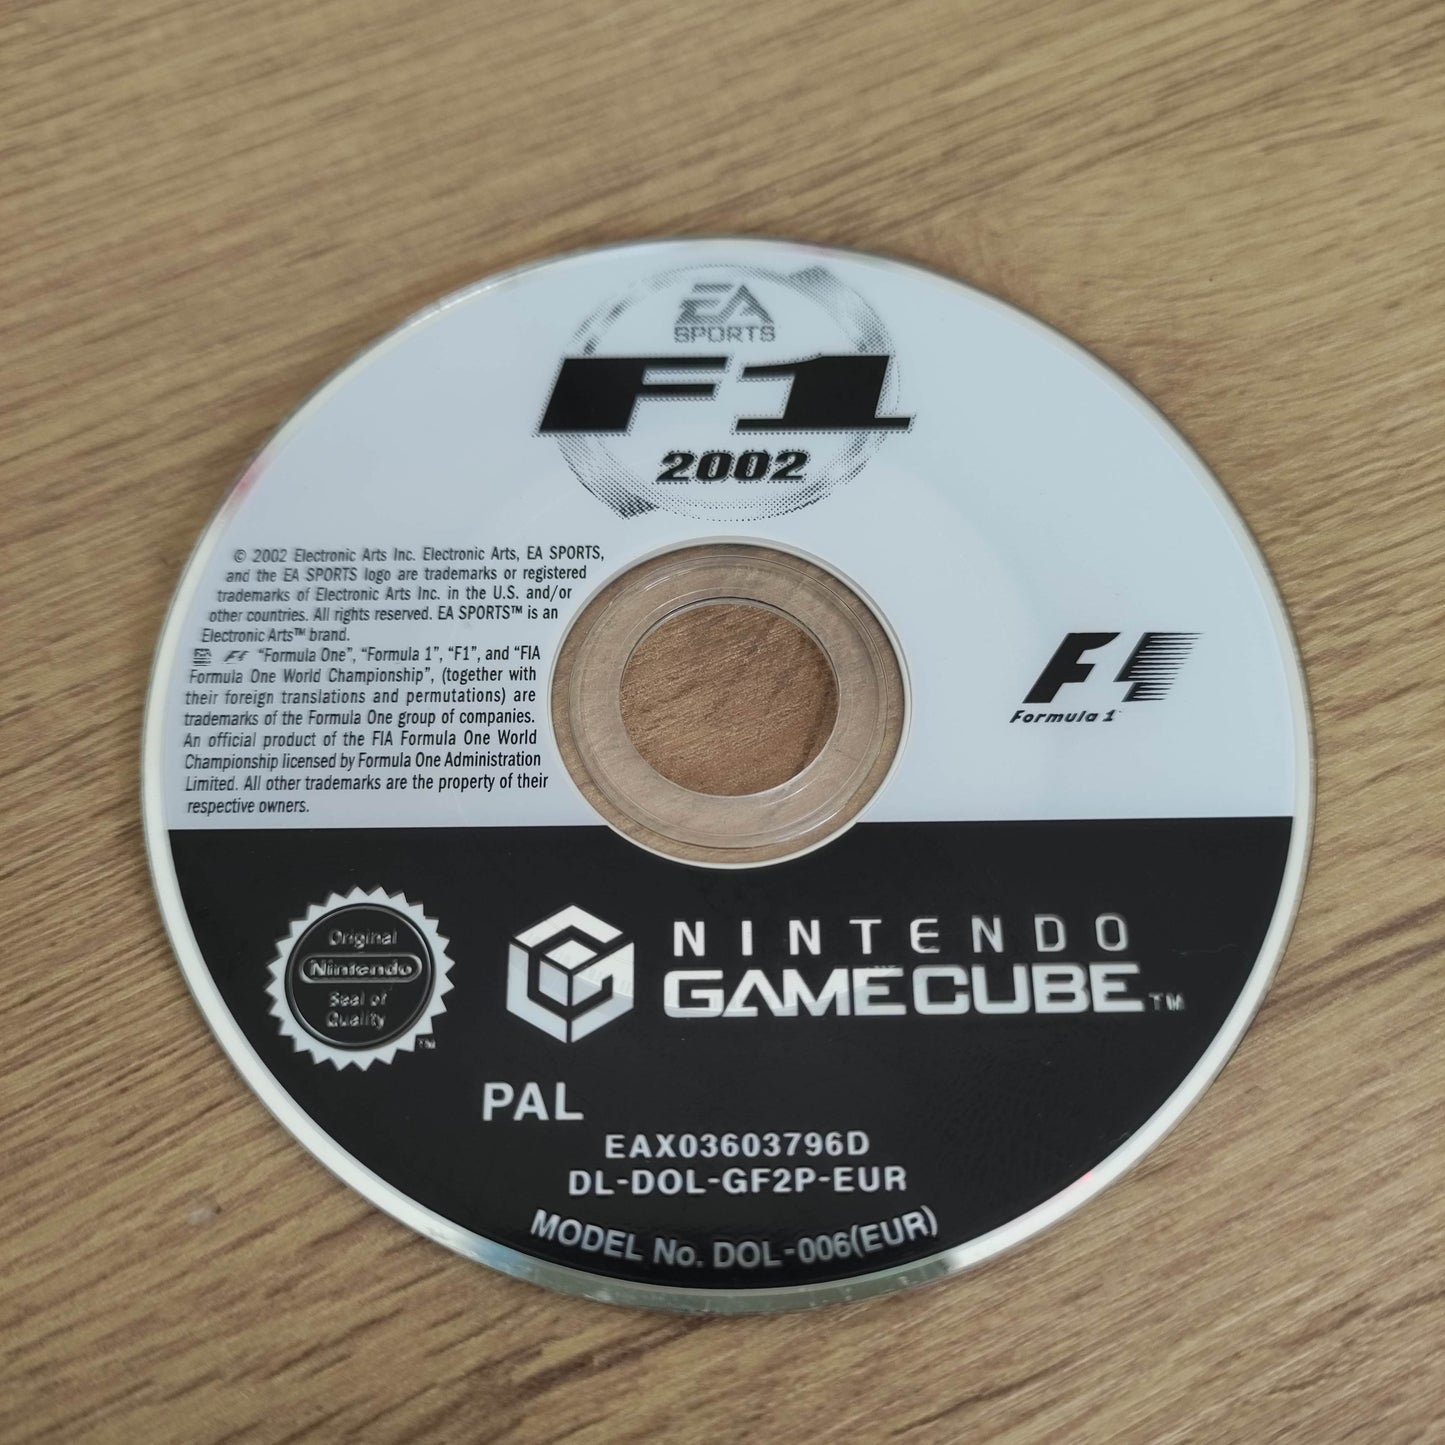 EA
SPORTS
F1
2002
© 2002 Electronic Arts Inc. Electronic Arts, EA SPORTS,
and the EA SPORTS logo are trademarks or registered
trademarks of Electronic Arts Inc. in the U.S. and/or
other countries. All rights reserved. EA SPORTS™ is an
Electronic Arts™ brand.
F1 “Formula One”, “Formula 1”, “F1”, and “FIA
Formula One World Championship”, (together with
their foreign translations and permutations) are
trademarks of the Formula One group of companies.
An official product of the FIA Formula One World
Championship licensed by Formula One Administration
Limited. All other trademarks are the property of their
respective owners.
F1
Formula 1
Original
Nintendo
Seal of
Quality
TM
NINTENDO
GAMECUBE™
PAL
EAX03603796D
DL-DOL-GF2P-EUR
MODEL No. DOL-006(EUR)